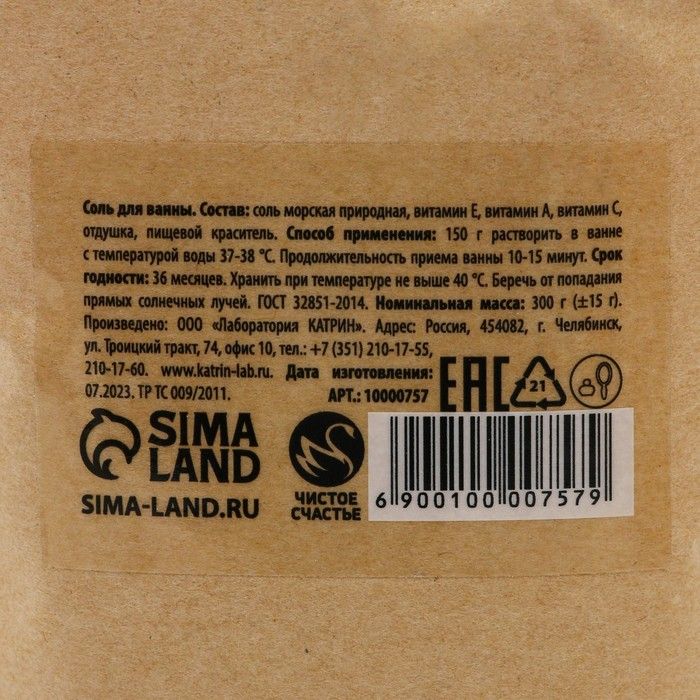 Соль для ванны. Состав: соль морская природная, витамин Е, витамин А, витамин С,
отдушка, пищевой краситель. Способ применения: 150 г растворить в ванне
с температурой воды 37-38 °С. Продолжительность приема ванны 10-15 минут. Срок
годности: 36 месяцев. Хранить при температуре не выше 40 °С. Беречь от попадания
прямых солнечных лучей. ГОСТ 32851-2014. Номинальная масса: 300 г (±15 г).
Произведено: ООО «Лаборатория КАТРИН». Адрес: Россия, 454082, г. Челябинск,
ул. Троицкий тракт, 74, офис 10, тел.: +7 (351) 210-17-55,
210-17-60. www.katrin-lab.ru. Дата изготовления:
07.2023. ТР ТС 009/2011. АРТ.: 10000757
ЕАС
21
SIMA
LAND
SIMA-LAND.RU
ЧИСТОЕ
СЧАСТЬЕ
6 900100 007579